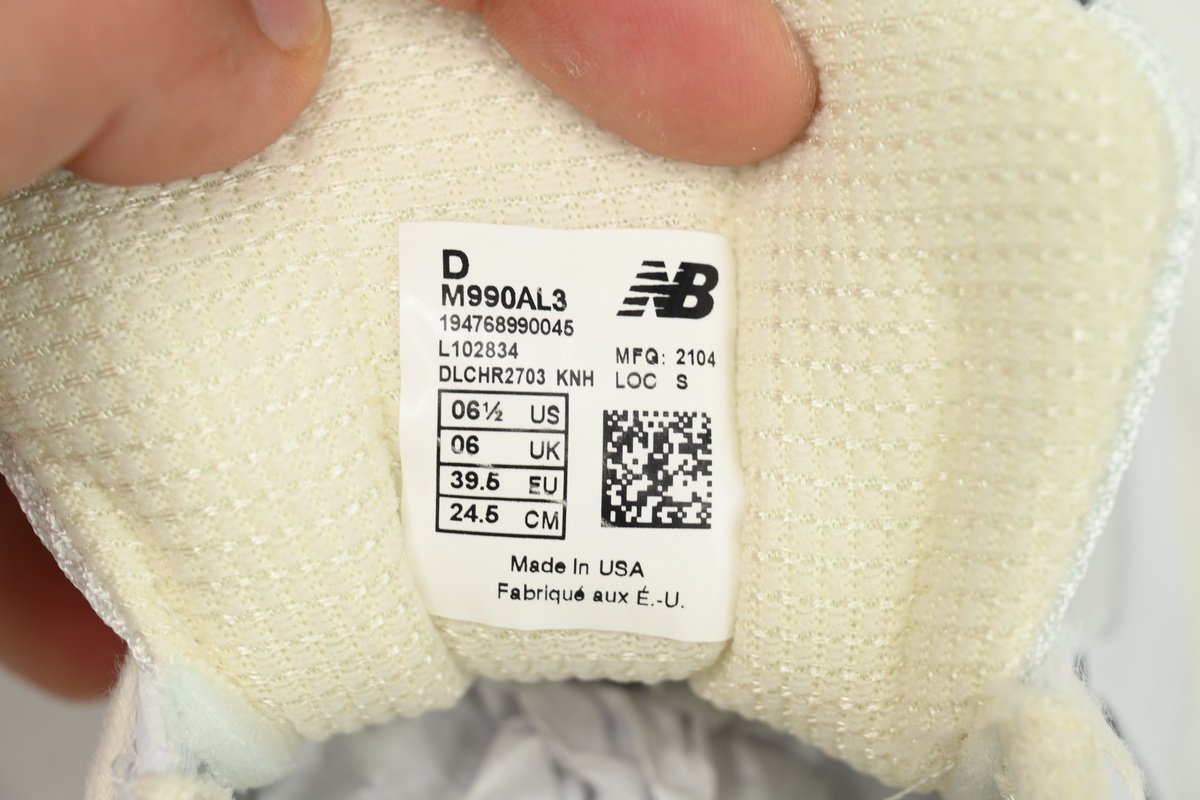 D
M990AL3
194768990045
L102834
DLCHR2703 KNH
NB
MFQ: 2104
LOC S
06½ US
06 UK
39.5 EU
24.5 CM
Made In USA
Fabriqué aux É.-U.